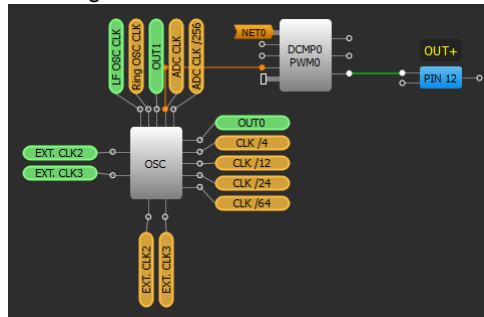 LF OSC CLK
Ring OSC CLK
OUT1
ADC CLK
ADC CLK /256
NET0
DCMP0
PWM0
OUT+
PIN 12
OSC
EXT. CLK2
EXT. CLK3
OUT0
CLK /4
CLK /12
CLK /24
CLK /64
EXT. CLK2
EXT. CLK3